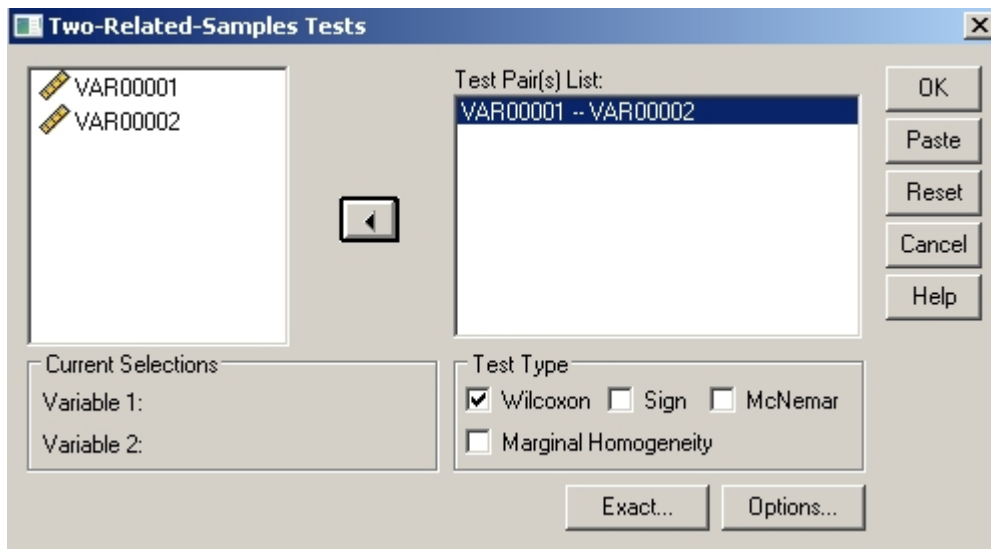 Two-Related-Samples Tests
VAR00001
VAR00002
Test Pair(s) List:
VAR00001 -- VAR00002
OK
Paste
Reset
Cancel
Help
Current Selections
Variable 1:
Variable 2:
Test Type
Wilcoxon Sign McNemar
Marginal Homogeneity
Exact... Options...